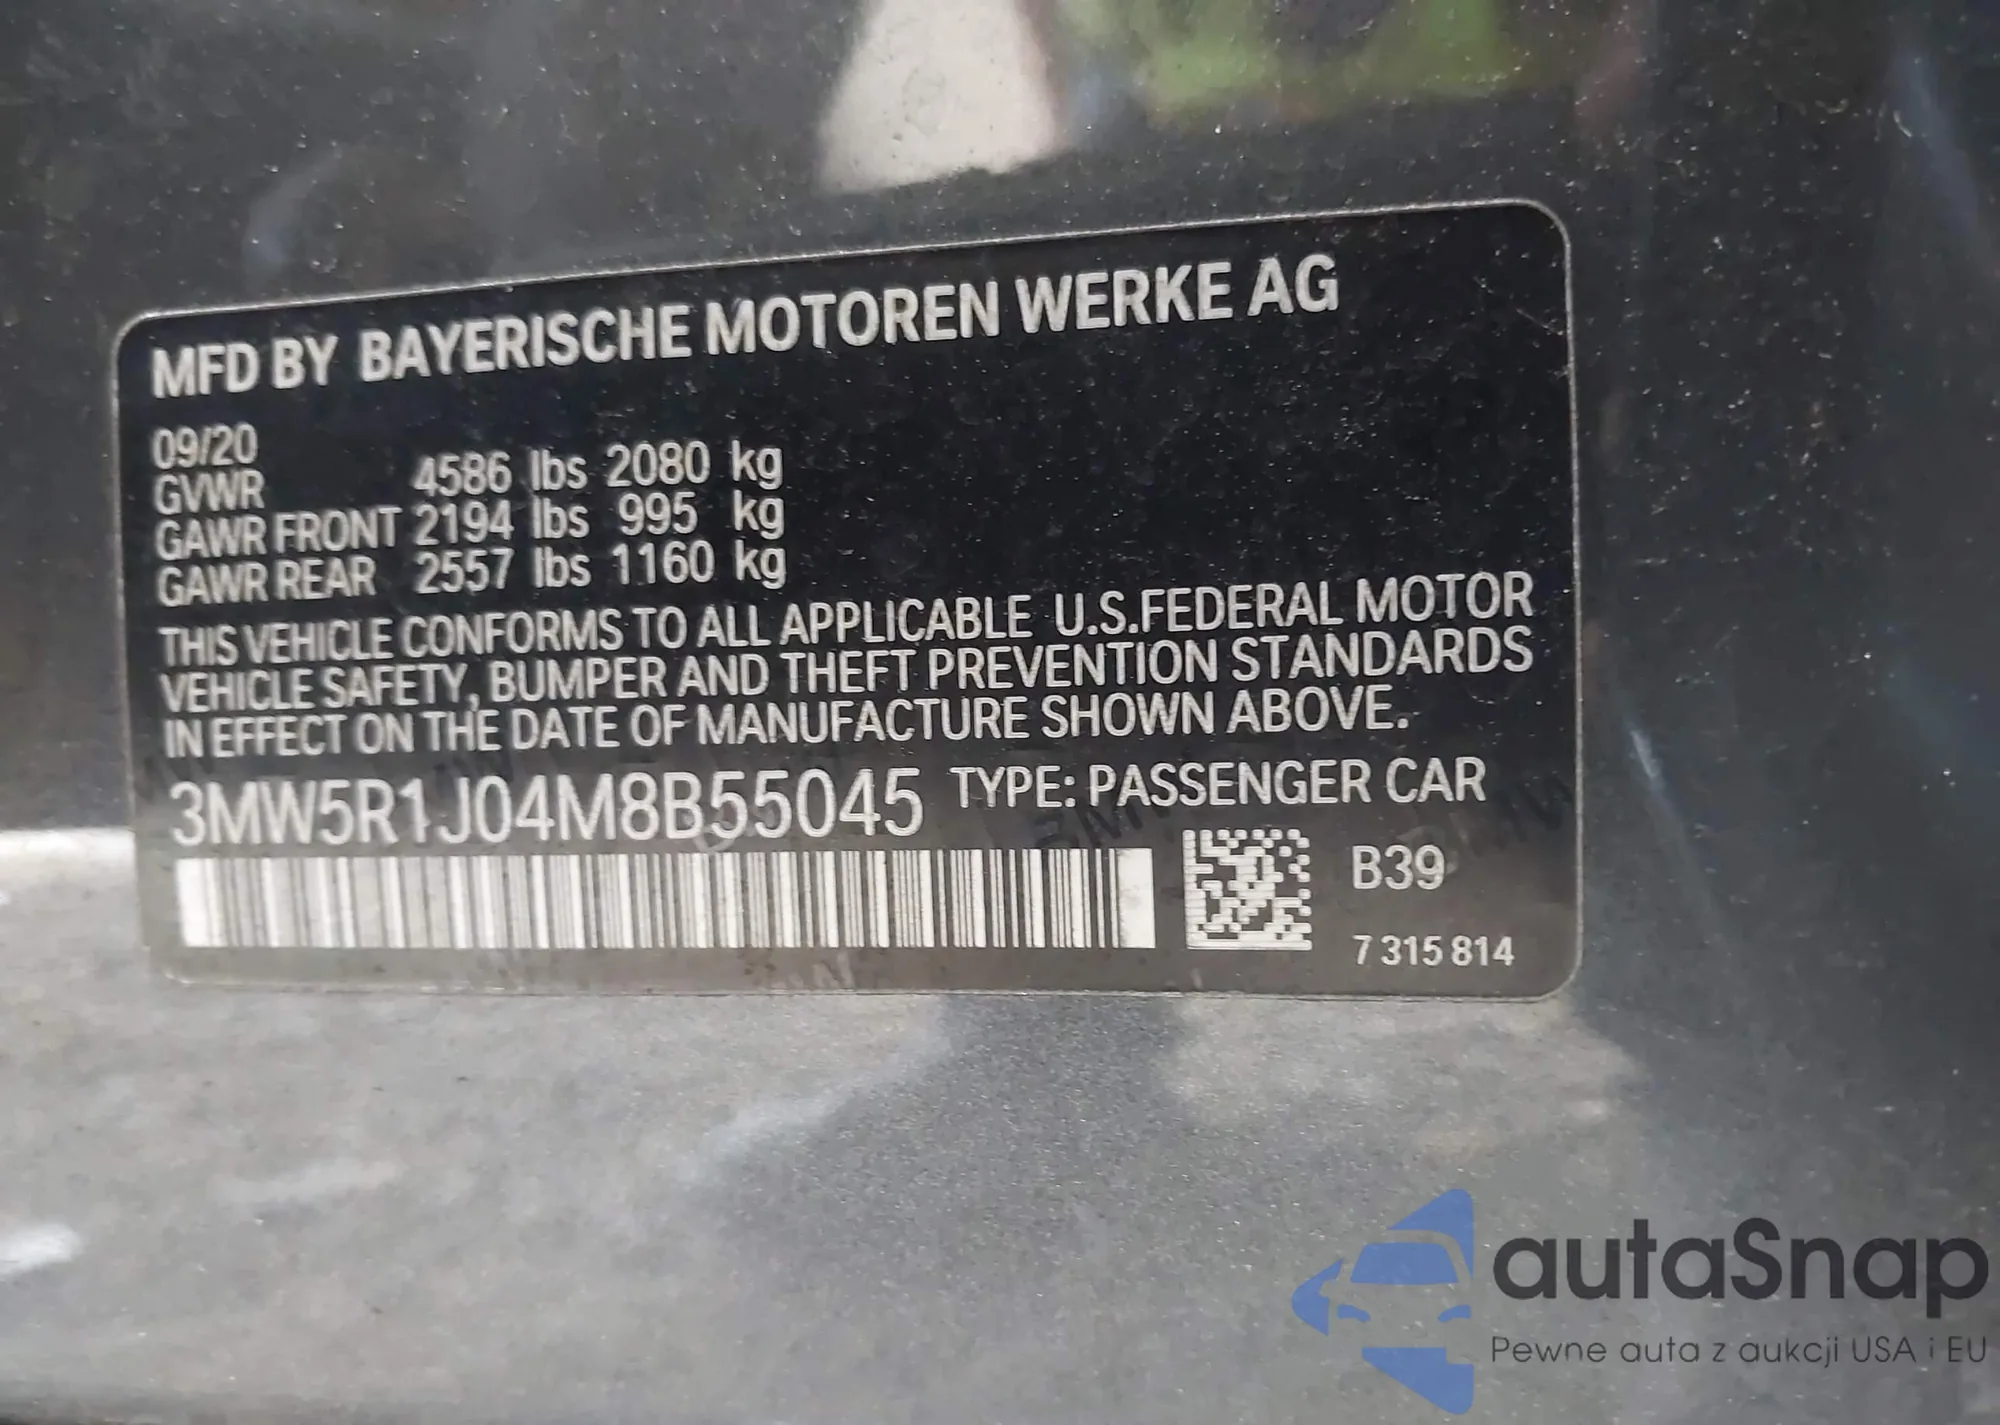 MFD BY BAYERISCHE MOTOREN WERKE AG
09/20
GVWR 4586 lbs 2080 kg
GAWR FRONT 2194 lbs 995 kg
GAWR REAR 2557 lbs 1160 kg
THIS VEHICLE CONFORMS TO ALL APPLICABLE U.S.FEDERAL MOTOR
VEHICLE SAFETY, BUMPER AND THEFT PREVENTION STANDARDS
IN EFFECT ON THE DATE OF MANUFACTURE SHOWN ABOVE.
3MW5R1J04M8B55045 TYPE: PASSENGER CAR
B39
7 315 814
autaSnap
Pewne auta z aukcji USA i EU